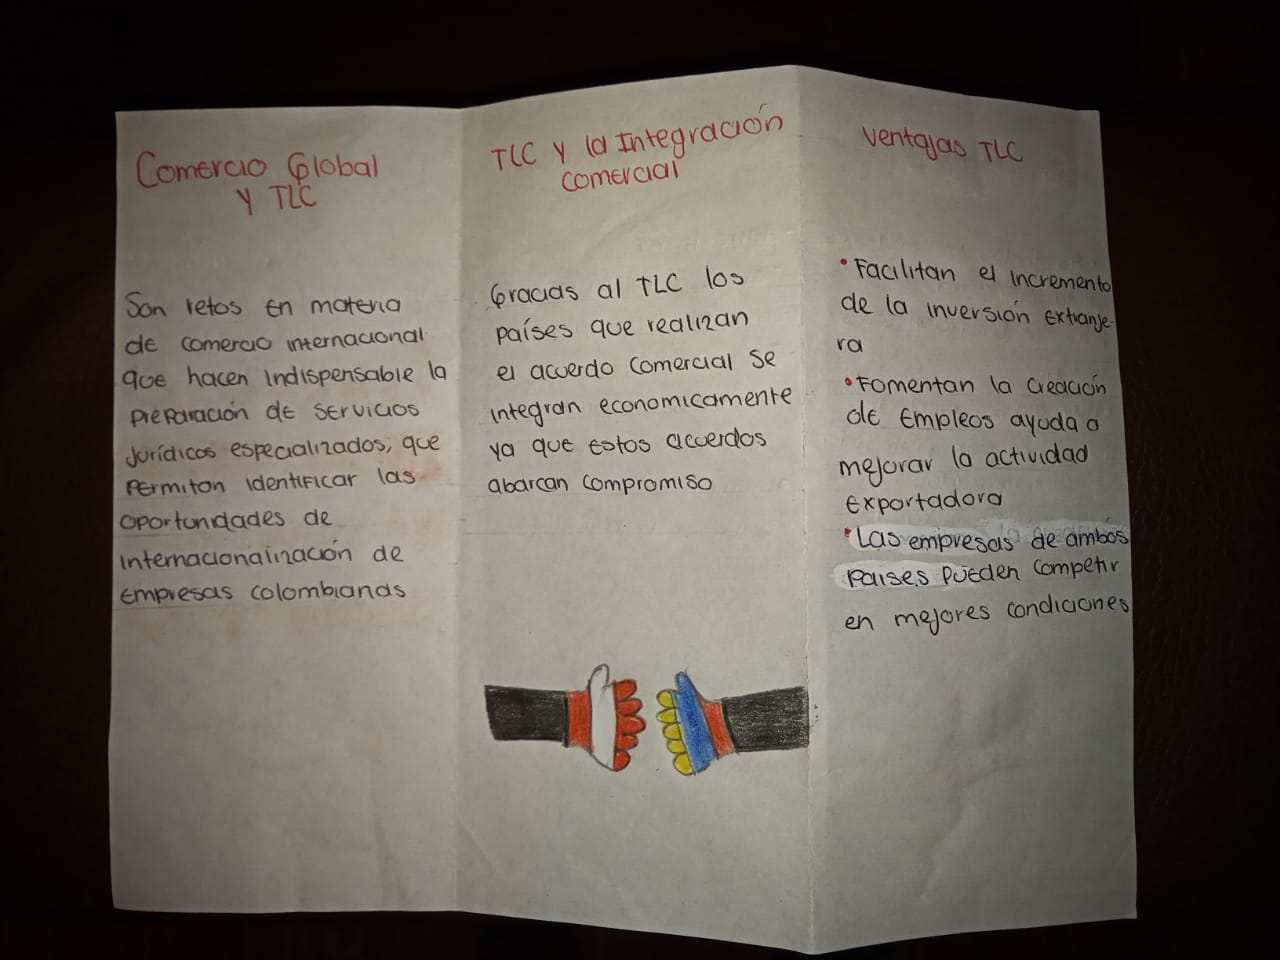 Comercio Global
Y TLC
Son retos en materia
de comercio internacional
que hacen indispensable la
preparación de servicios
jurídicos especializados, que
permiton identificar las
oportunidades de
internacionainzación de
empresas colombianas
TLC Y la Integración
comercial
Gracias al TLC los
países que realizan
el acuerdo comercial se
integran economicamente
ya que estos acuerdos
abarcan compromiso
Ventajas TLC
• Facilitan el incremento
de la inversión extranje-
ra
• Fomentan la creación
de empleos ayuda a
mejorar la actividad
exportadora
• Las empresas de ambos
paises pueden competir
en mejores condiciones